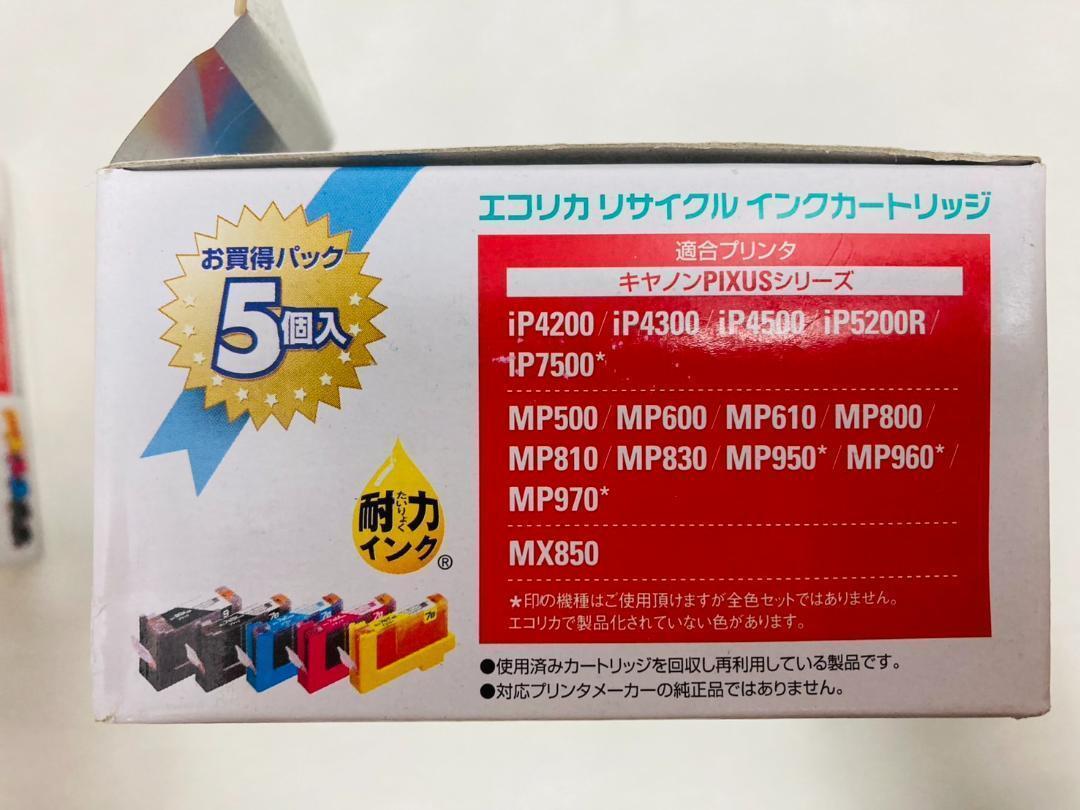 お買得パック
5個入
耐力
たいりょく
インク®
エコリカ リサイクル インクカートリッジ
適合プリンタ
キヤノンPIXUSシリーズ
iP4200/iP4300/iP4500/iP5200R/
iP7500*
MP500/MP600/MP610/MP800/
MP810/MP830/MP950*/MP960*/
MP970*
MX850
*印の機種はご使用頂けますが全色セットではありません。
エコリカで製品化されていない色があります。
●使用済みカートリッジを回収し再利用している製品です。
●対応プリンタメーカーの純正品ではありません。